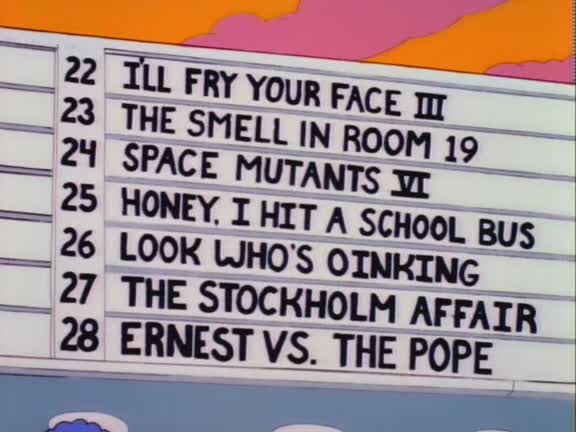 22 I'LL FRY YOUR FACE III
23 THE SMELL IN ROOM 19
24 SPACE MUTANTS VI
25 HONEY, I HIT A SCHOOL BUS
26 LOOK WHO'S OINKING
27 THE STOCKHOLM AFFAIR
28 ERNEST VS. THE POPE